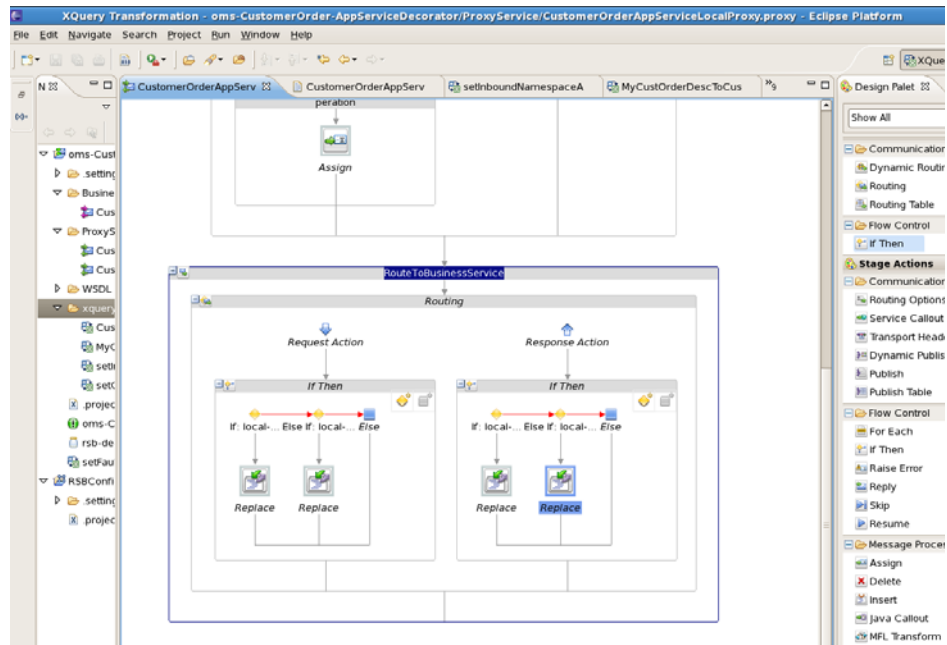 XQuery Transformation - oms-CustomerOrder-AppServiceDecorator/ProxyService/CustomerOrderAppServiceLocalProxy.proxy - Eclipse Platform
File Edit Navigate Search Project Run Window Help
XQue
N
CustomerOrderAppServ
CustomerOrderAppServ
setInboundNamespaceA
MyCustOrderDescToCus
9
Design Palet
oms-Cust
.setting
Busine
Cus
ProxyS
Cus
Cus
WSDL
xquery
Cus
MyC
setI
set
.projec
oms-C
rsb-de
setFau
RSBConfi
.setting
.projec
peration
Assign
RouteToBusinessService
Routing
Request Action
Response Action
If Then
If Then
If: local-... Else If: local-... Else
If: local-... Else If: local-... Else
Replace
Replace
Replace
Replace
Show All
Communication
Dynamic Routin
Routing
Routing Table
Flow Control
If Then
Stage Actions
Communication
Routing Options
Service Callout
Transport Heade
Dynamic Publis
Publish
Publish Table
Flow Control
For Each
If Then
Raise Error
Reply
Skip
Resume
Message Proces
Assign
Delete
Insert
Java Callout
MFL Transform